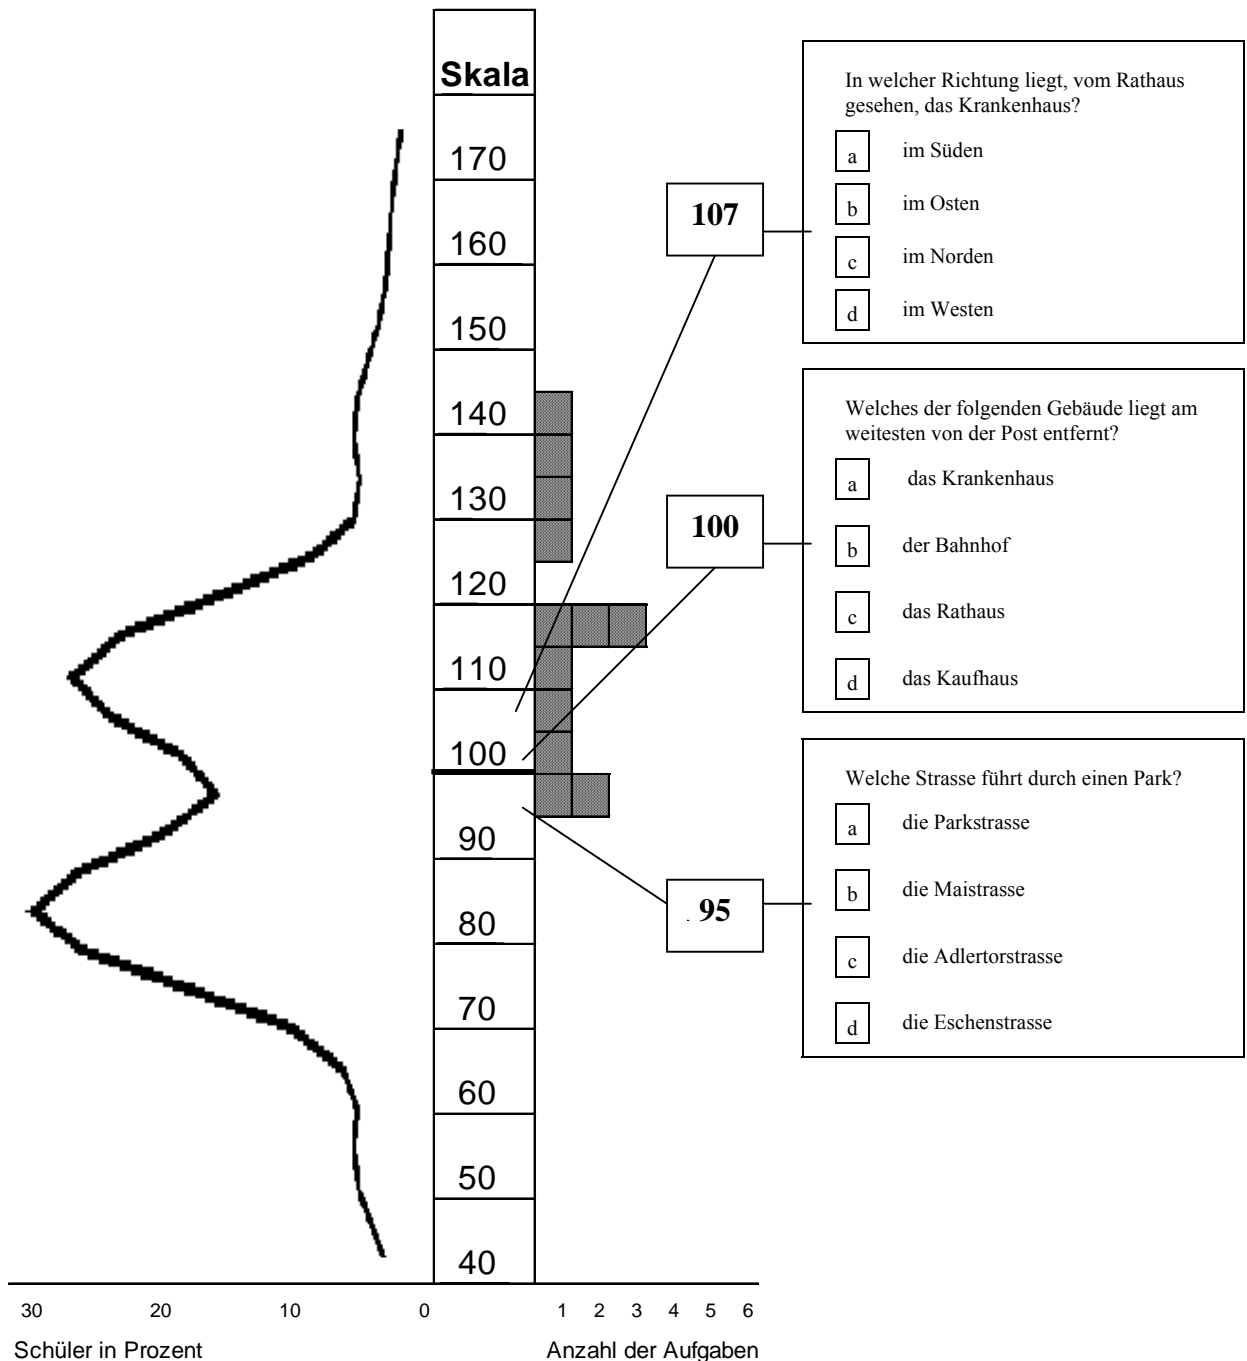 Skala
170
160
150
140
130
120
110
100
90
80
70
60
50
40
107
100
95
In welcher Richtung liegt, vom Rathaus
gesehen, das Krankenhaus?
a im Süden
b im Osten
c im Norden
d im Westen
Welches der folgenden Gebäude liegt am
weitesten von der Post entfernt?
a das Krankenhaus
b der Bahnhof
c das Rathaus
d das Kaufhaus
Welche Strasse führt durch einen Park?
a die Parkstrasse
b die Maistrasse
c die Adlertorstrasse
d die Eschenstrasse
30 20 10 0 1 2 3 4 5 6
Schüler in Prozent Anzahl der Aufgaben